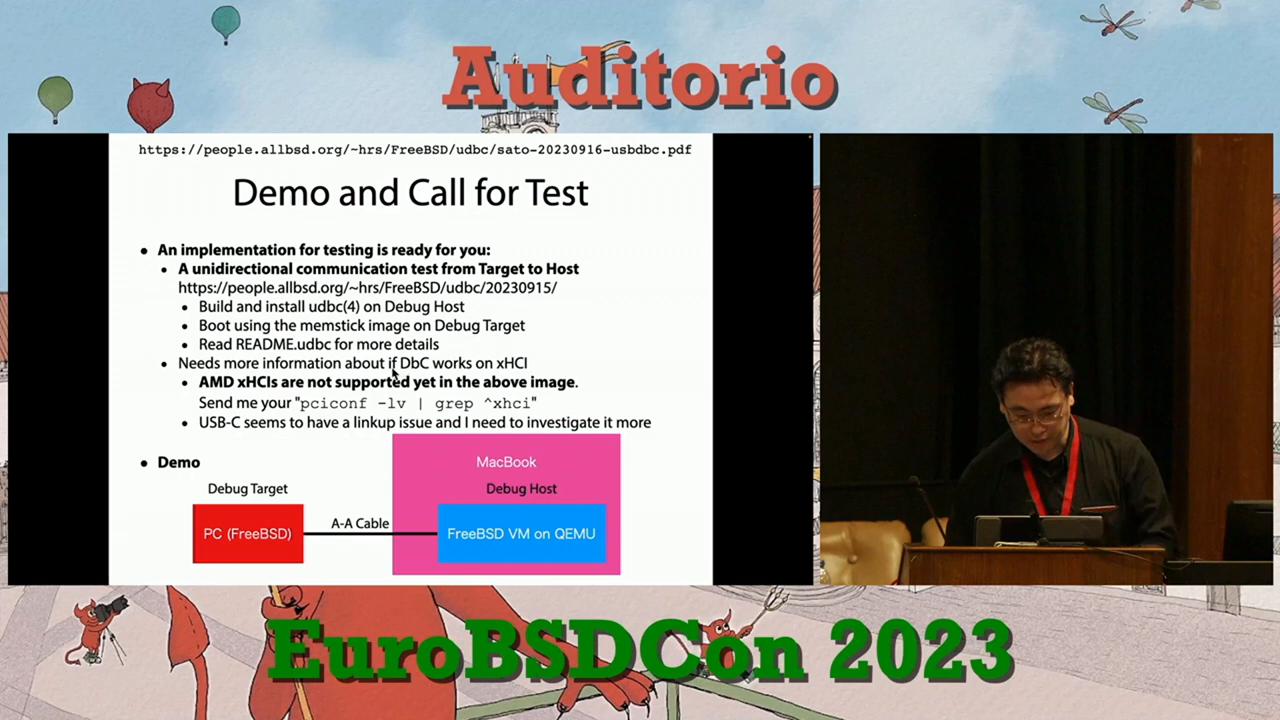 Auditorio
https://people.allbsd.org/~hrs/FreeBSD/udbc/sato-20230916-usbdbc.pdf
Demo and Call for Test
• An implementation for testing is ready for you:
• A unidirectional communication test from Target to Host
https://people.allbsd.org/~hrs/FreeBSD/udbc/20230915/
• Build and install udbc(4) on Debug Host
• Boot using the memstick image on Debug Target
• Read README.udbc for more details
• Needs more information about if DbC works on xHCI
• AMD xHCIs are not supported yet in the above image.
Send me your "pciconf -lv | grep ^xhci"
• USB-C seems to have a linkup issue and I need to investigate it more
• Demo
MacBook
Debug Target
Debug Host
A-A Cable
PC (FreeBSD)
FreeBSD VM on QEMU
EuroBSDCon 2023